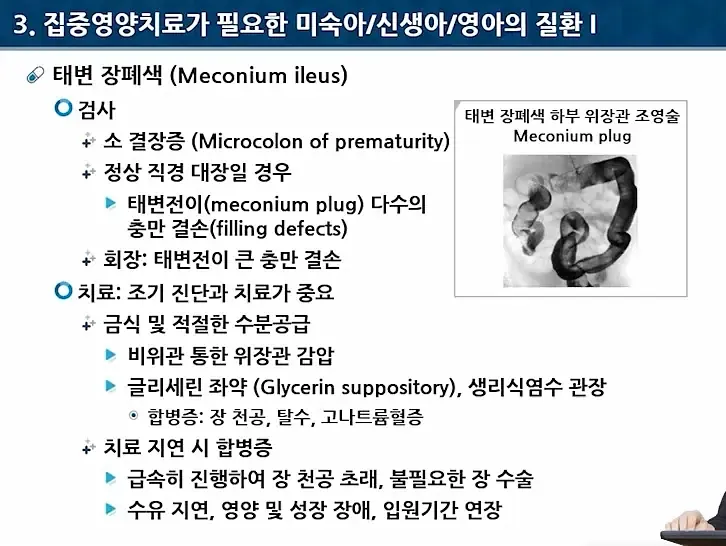 3. 집중영양치료가 필요한 미숙아/신생아/영아의 질환 I
태변 장폐색 (Meconium ileus)
검사
소 결장증 (Microcolon of prematurity)
정상 직경 대장일 경우
태변전이(meconium plug) 다수의
충만 결손(filling defects)
회장: 태변전이 큰 충만 결손
치료: 조기 진단과 치료가 중요
금식 및 적절한 수분공급
비위관 통한 위장관 감압
글리세린 좌약 (Glycerin suppository), 생리식염수 관장
합병증: 장 천공, 탈수, 고나트륨혈증
치료 지연 시 합병증
급속히 진행하여 장 천공 초래, 불필요한 장 수술
수유 지연, 영양 및 성장 장애, 입원기간 연장
태변 장폐색 하부 위장관 조영술
Meconium plug